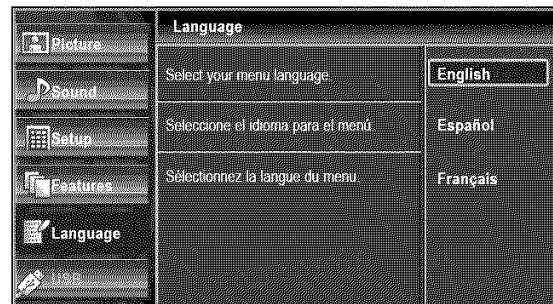 Picture
Sound
Setup
Features
Language
USB
Language
Select your menu language.
Seleccione el idioma para el menú
Sélectionnez la langue du menu
English
Español
Français